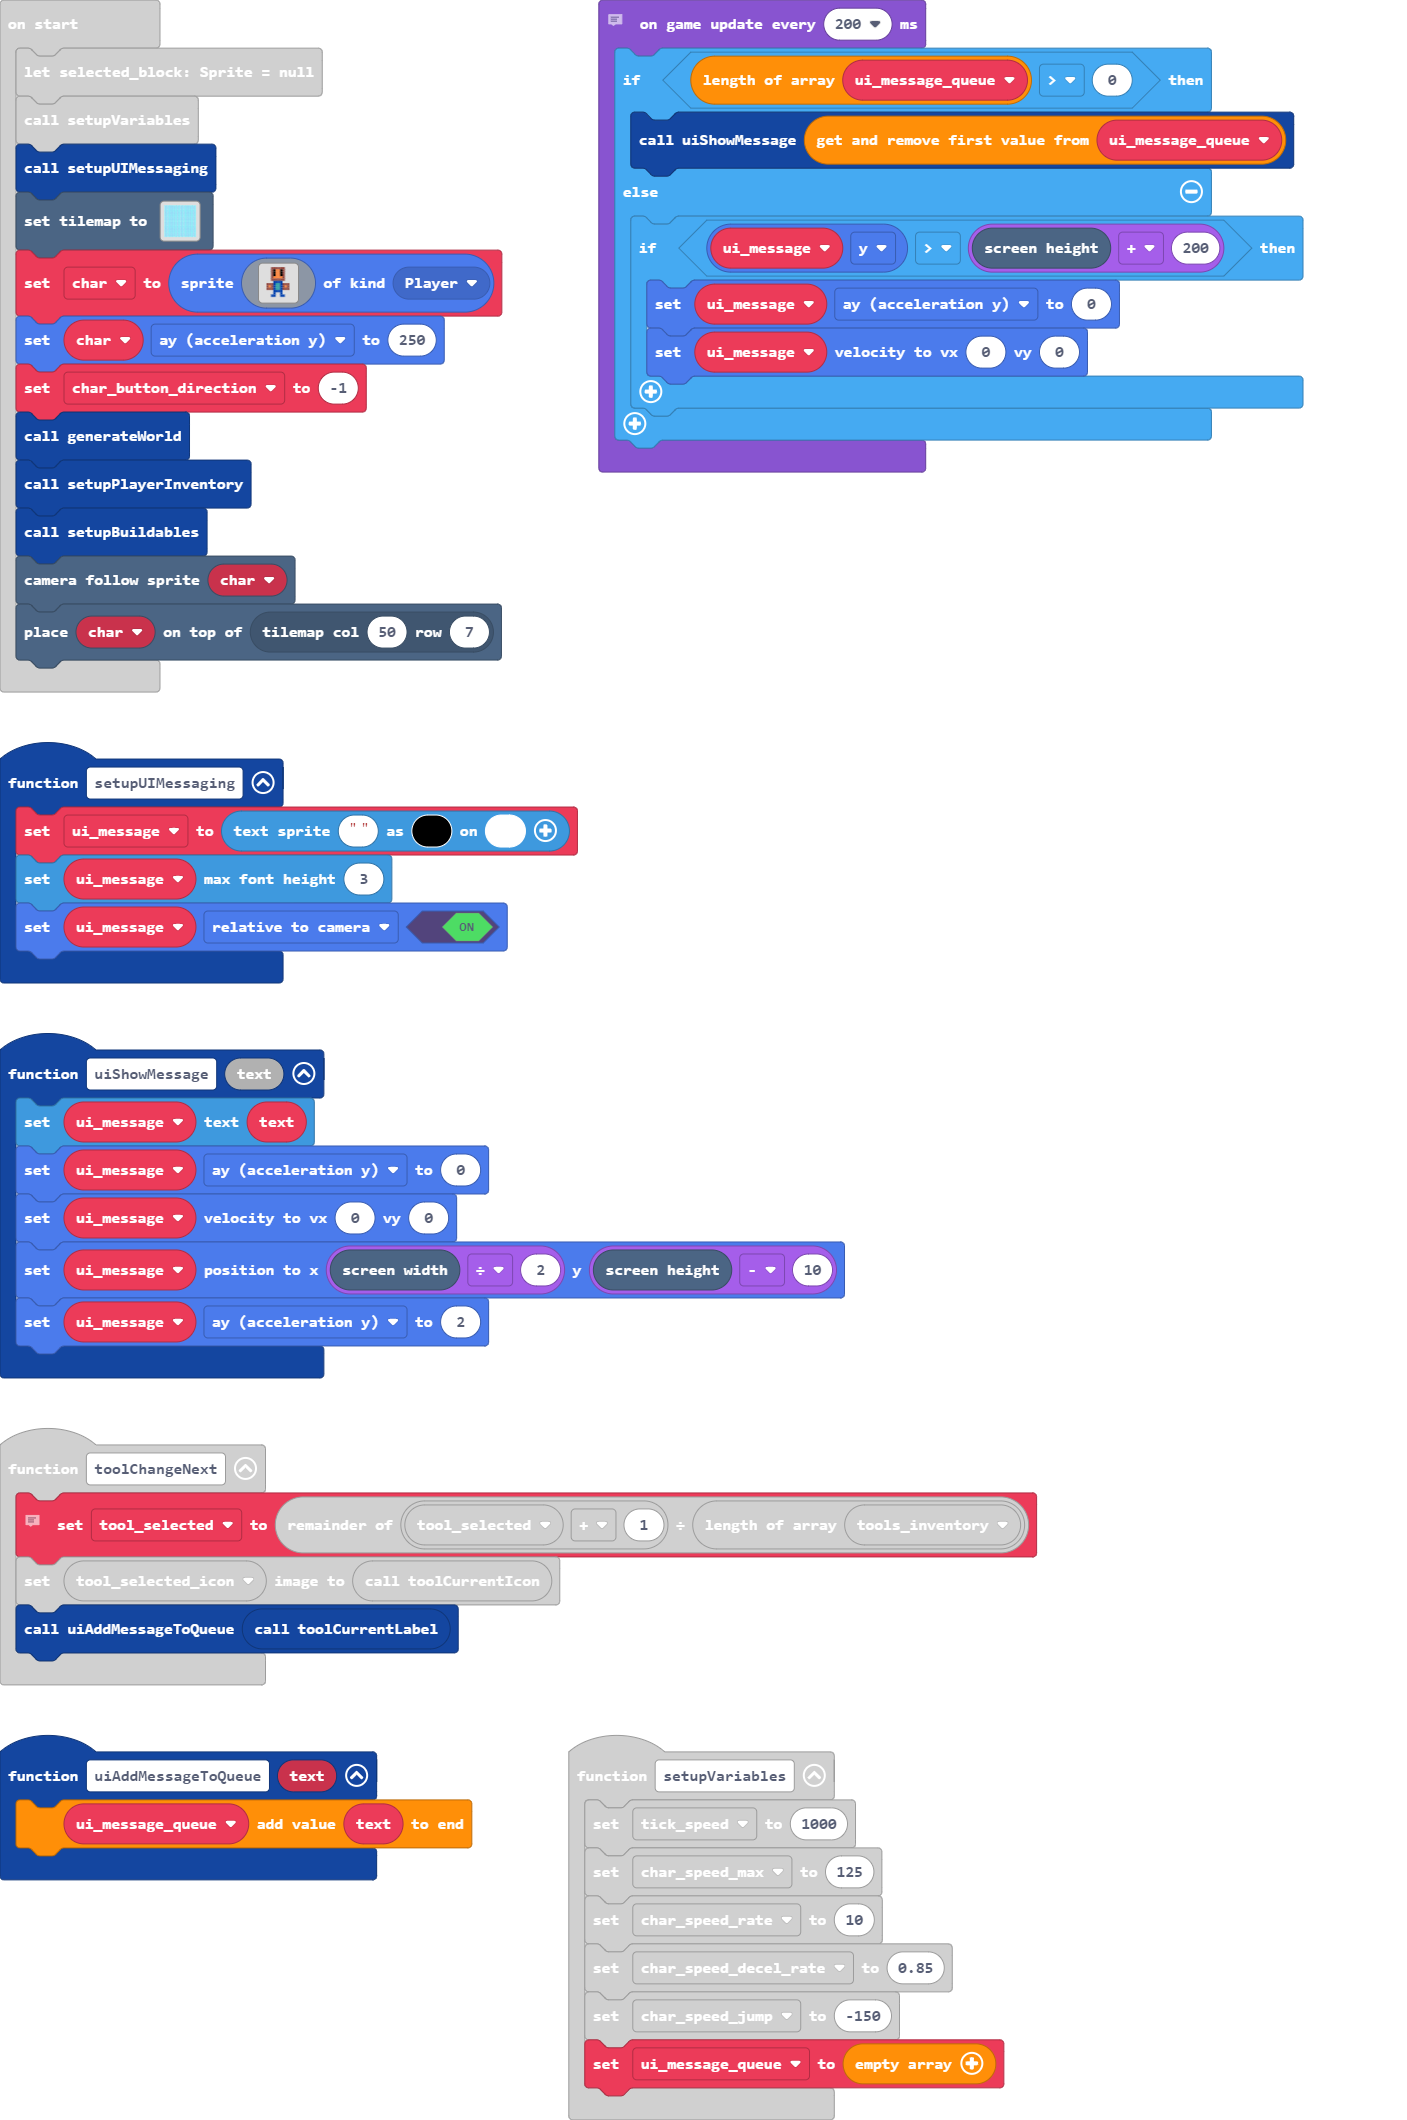 on start
let selected_block: Sprite = null
call setupVariables
call setupUIMessaging
set tilemap to
set char to sprite of kind Player
set char ay (acceleration y) to 250
set char_button_direction to -1
call generateWorld
call setupPlayerInventory
call setupBuildables
camera follow sprite char
place char on top of tilemap col 50 row 7
on game update every 200 ms
if length of array ui_message_queue > 0 then
call uiShowMessage get and remove first value from ui_message_queue
else
if ui_message y > screen height + 200 then
set ui_message ay (acceleration y) to 0
set ui_message velocity to vx 0 vy 0
function setupUIMessaging
set ui_message to text sprite " " as on
set ui_message max font height 3
set ui_message relative to camera ON
function uiShowMessage text
set ui_message text text
set ui_message ay (acceleration y) to 0
set ui_message velocity to vx 0 vy 0
set ui_message position to x screen width ÷ 2 y screen height - 10
set ui_message ay (acceleration y) to 2
function toolChangeNext
set tool_selected to remainder of tool_selected + 1 ÷ length of array tools_inventory
set tool_selected_icon image to call toolCurrentIcon
call uiAddMessageToQueue call toolCurrentLabel
function uiAddMessageToQueue text
ui_message_queue add value text to end
function setupVariables
set tick_speed to 1000
set char_speed_max to 125
set char_speed_rate to 10
set char_speed_decel_rate to 0.85
set char_speed_jump to -150
set ui_message_queue to empty array